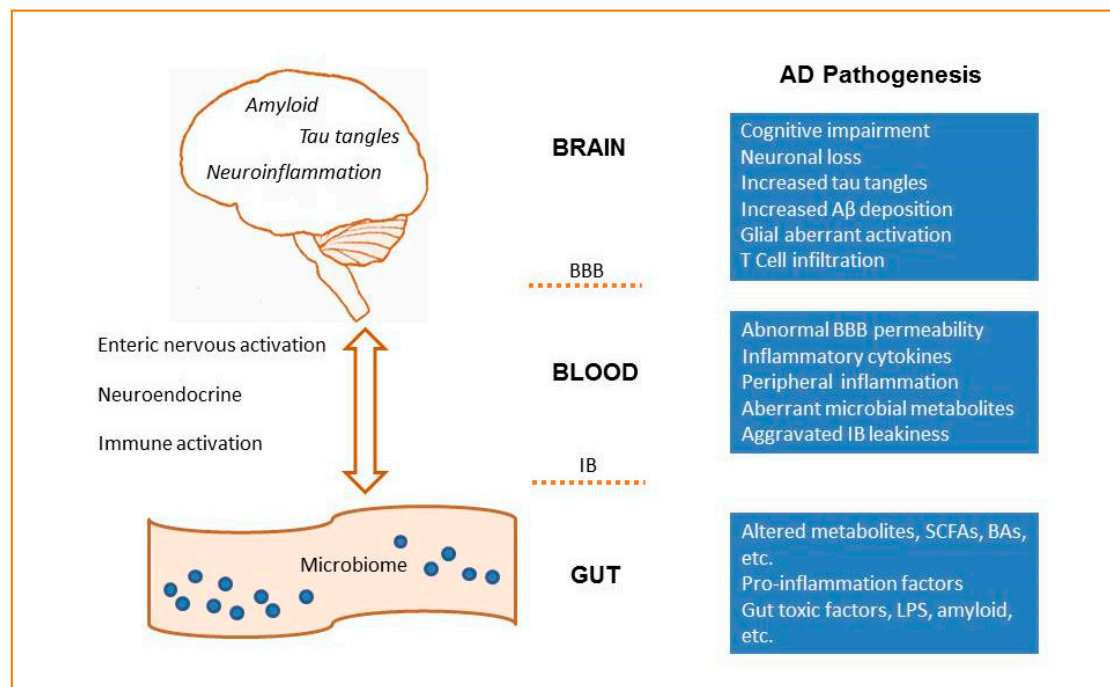 AD Pathogenesis
Amyloid
Tau tangles
Neuroinflammation
BRAIN
Cognitive impairment
Neuronal loss
Increased tau tangles
Increased Aβ deposition
Glial aberrant activation
T Cell infiltration
BBB
Enteric nervous activation
Neuroendocrine
Immune activation
BLOOD
Abnormal BBB permeability
Inflammatory cytokines
Peripheral inflammation
Aberrant microbial metabolites
Aggravated IB leakiness
IB
Microbiome
GUT
Altered metabolites, SCFAs, BAs,
etc.
Pro-inflammation factors
Gut toxic factors, LPS, amyloid,
etc.